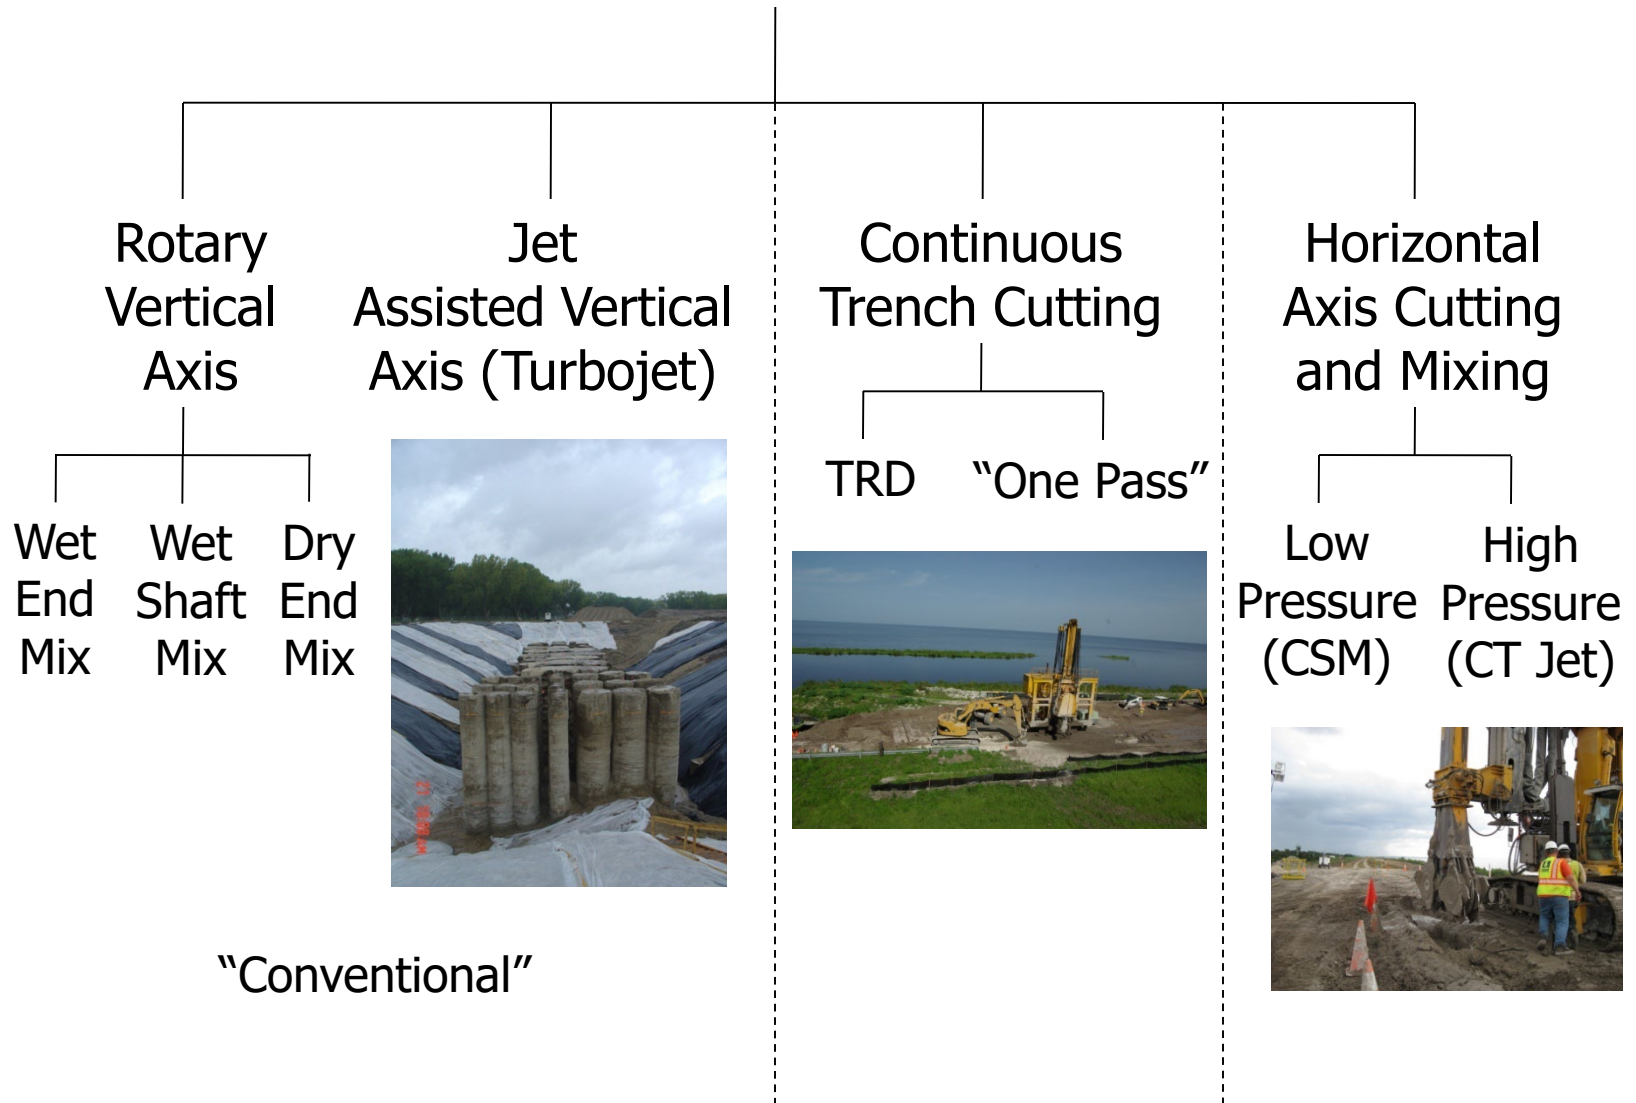 Rotary
Vertical
Axis
Jet
Assisted Vertical
Axis (Turbojet)
Continuous
Trench Cutting
Horizontal
Axis Cutting
and Mixing
Wet
End
Mix
Wet
Shaft
Mix
Dry
End
Mix
TRD
“One Pass”
Low
Pressure
(CSM)
High
Pressure
(CT Jet)
“Conventional”